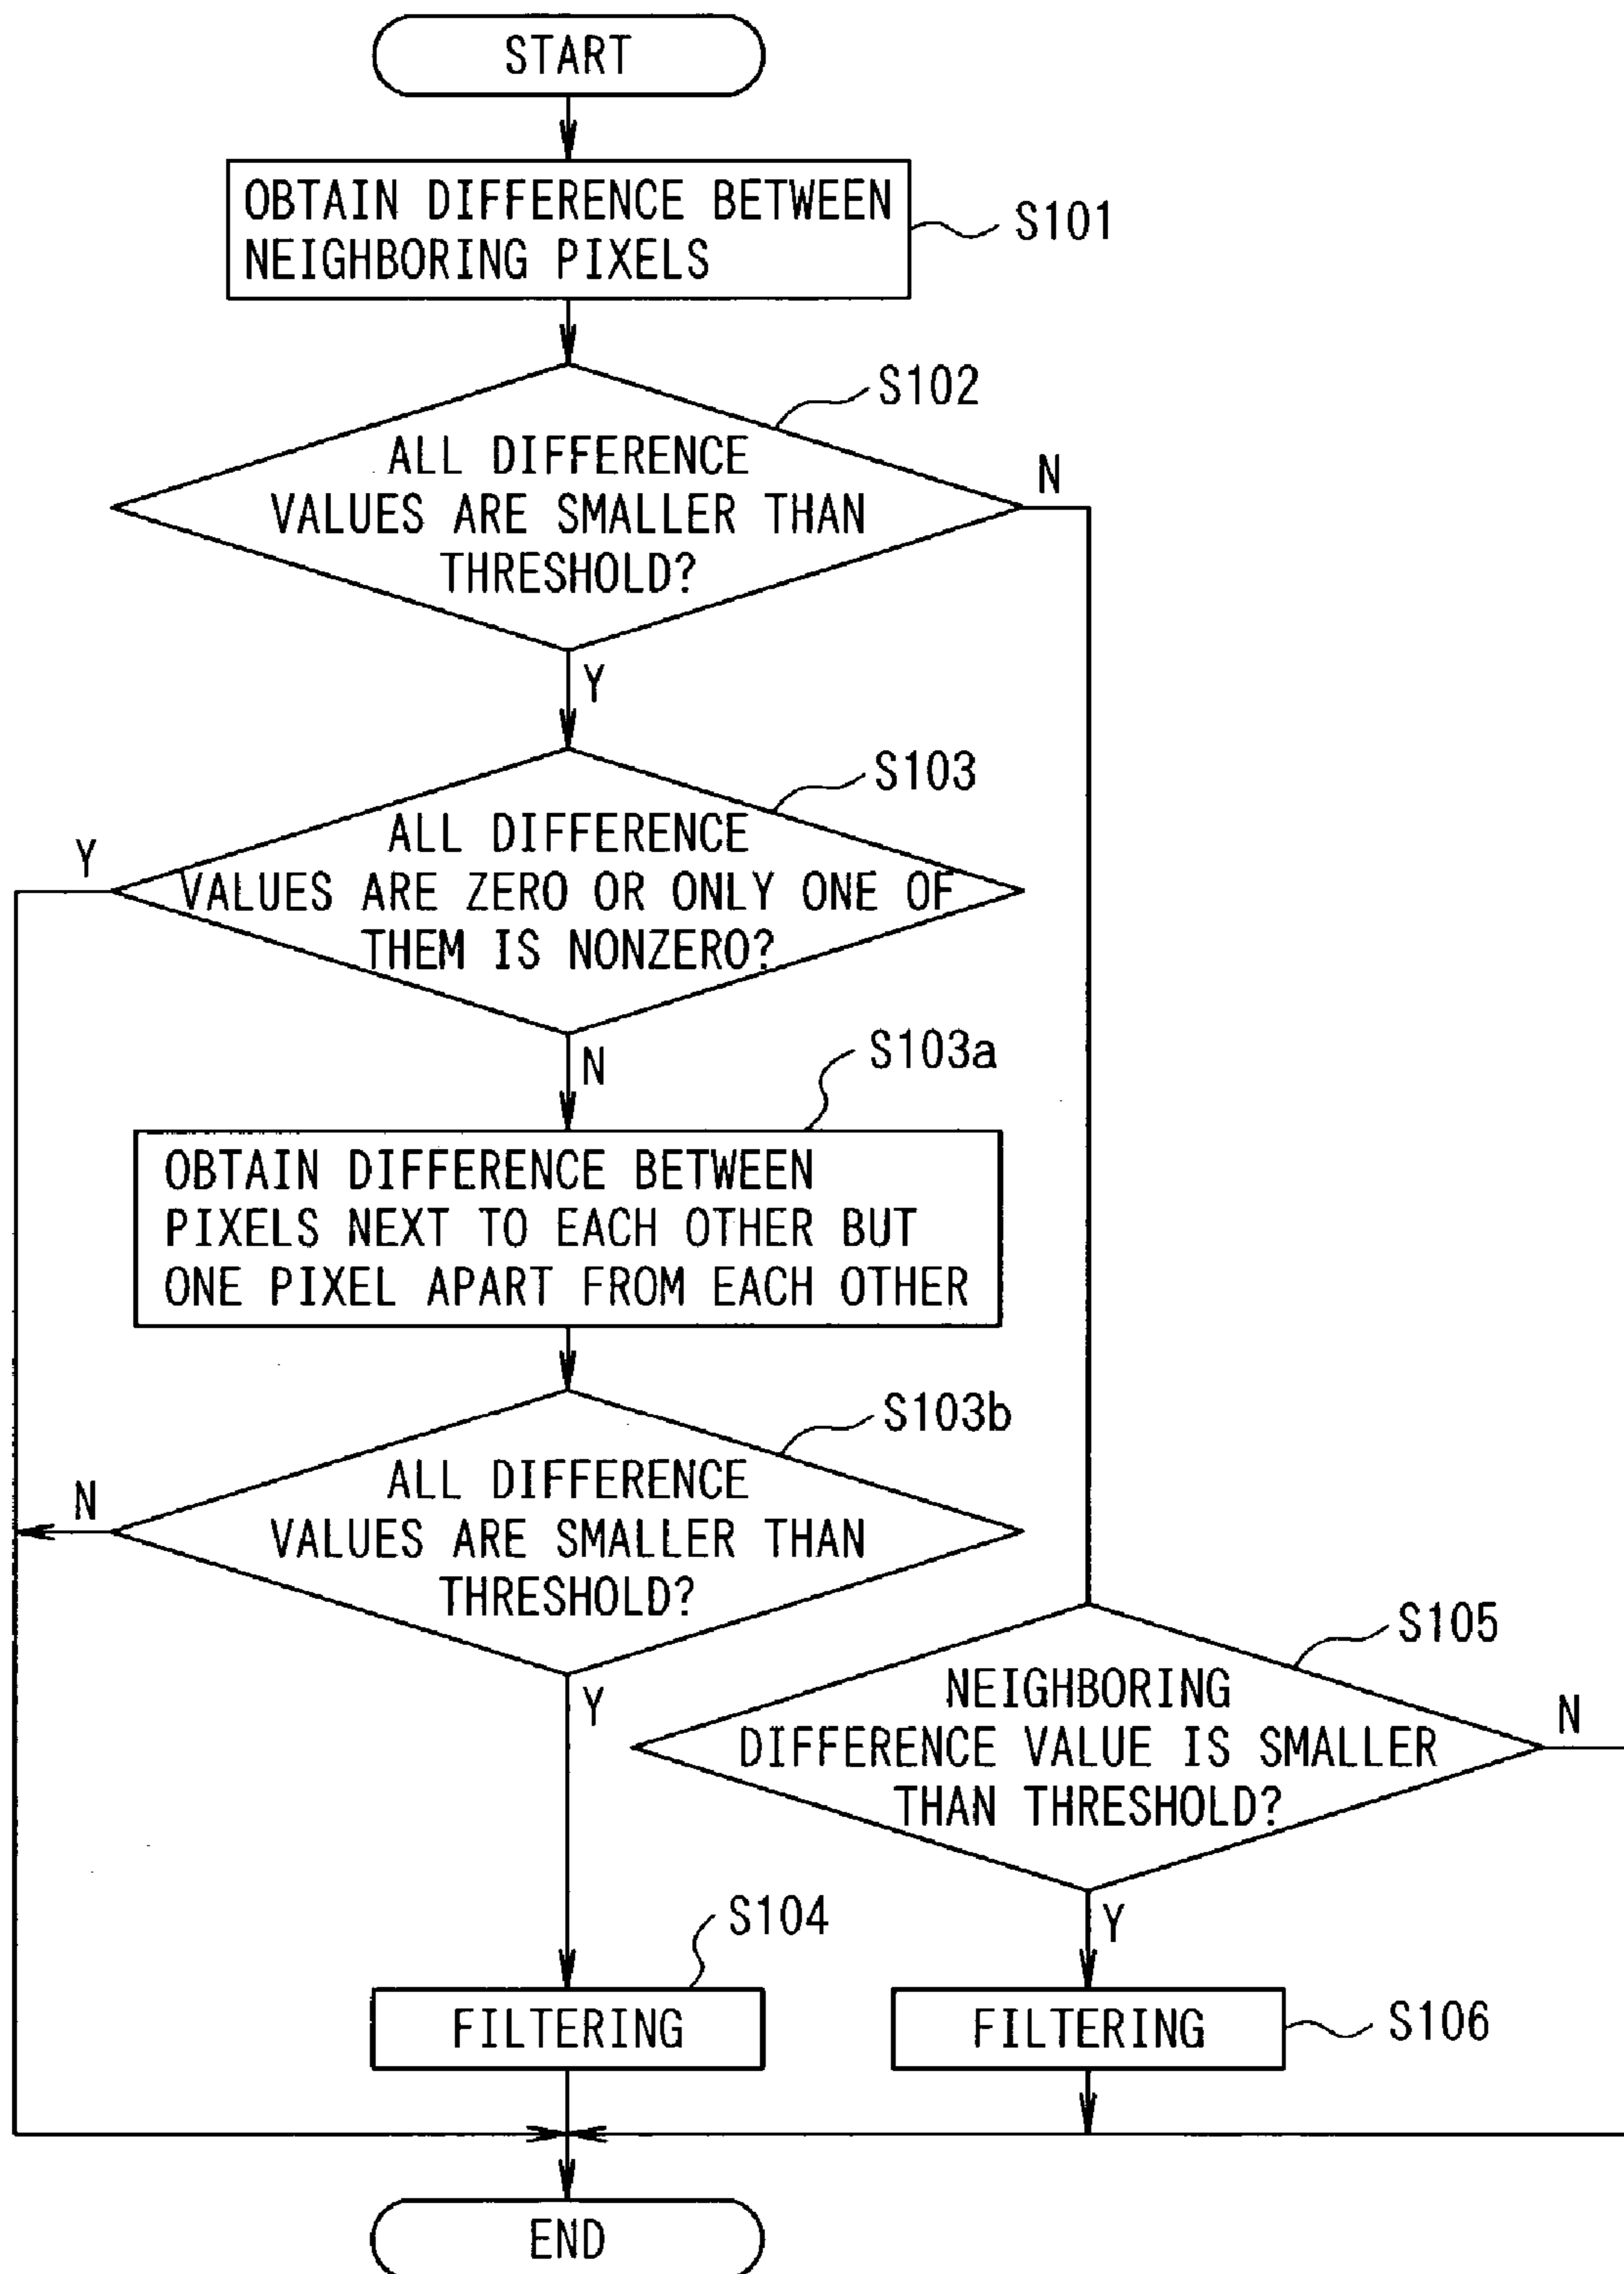 START
OBTAIN DIFFERENCE BETWEEN
NEIGHBORING PIXELS
S101
S102
ALL DIFFERENCE
VALUES ARE SMALLER THAN
THRESHOLD?
N
Y
S103
ALL DIFFERENCE
VALUES ARE ZERO OR ONLY ONE OF
THEM IS NONZERO?
Y
N
S103a
OBTAIN DIFFERENCE BETWEEN
PIXELS NEXT TO EACH OTHER BUT
ONE PIXEL APART FROM EACH OTHER
S103b
ALL DIFFERENCE
VALUES ARE SMALLER THAN
THRESHOLD?
N
Y
S105
NEIGHBORING
DIFFERENCE VALUE IS SMALLER
THAN THRESHOLD?
N
Y
S104
FILTERING
FILTERING
S106
END